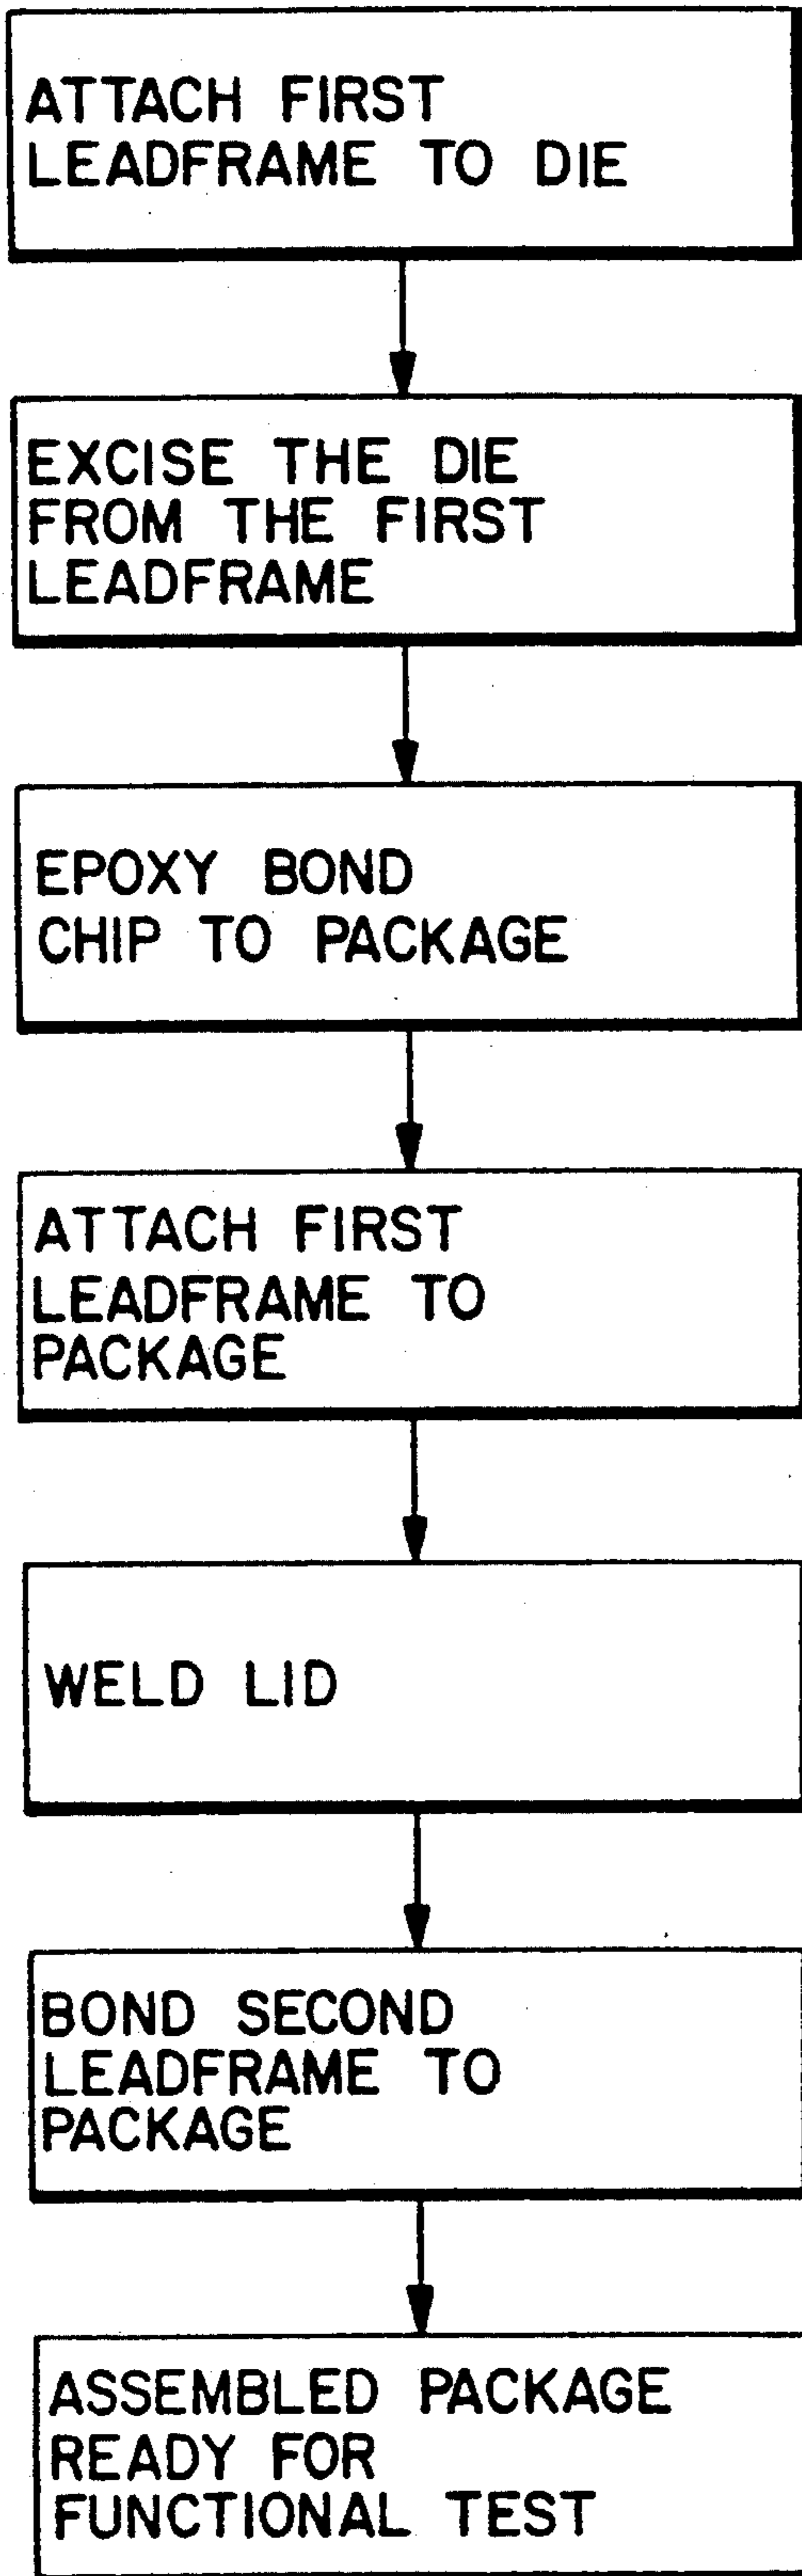 ATTACH FIRST
LEADFRAME TO DIE
EXCISE THE DIE
FROM THE FIRST
LEADFRAME
EPOXY BOND
CHIP TO PACKAGE
ATTACH FIRST
LEADFRAME TO
PACKAGE
WELD LID
BOND SECOND
LEADFRAME TO
PACKAGE
ASSEMBLED PACKAGE
READY FOR
FUNCTIONAL TEST